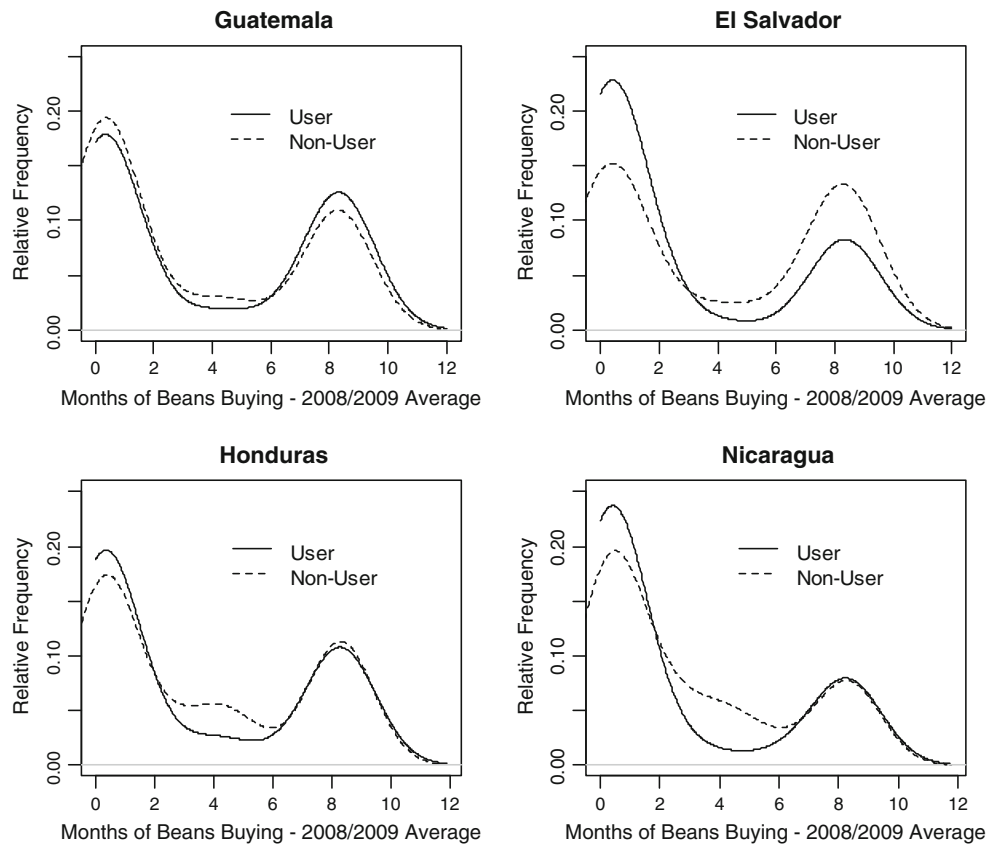 Guatemala
Relative Frequency
0.00 0.10 0.20
User
Non-User
0 2 4 6 8 10 12
Months of Beans Buying - 2008/2009 Average
El Salvador
Relative Frequency
0.00 0.10 0.20
User
Non-User
0 2 4 6 8 10 12
Months of Beans Buying - 2008/2009 Average
Honduras
Relative Frequency
0.00 0.10 0.20
User
Non-User
0 2 4 6 8 10 12
Months of Beans Buying - 2008/2009 Average
Nicaragua
Relative Frequency
0.00 0.10 0.20
User
Non-User
0 2 4 6 8 10 12
Months of Beans Buying - 2008/2009 Average